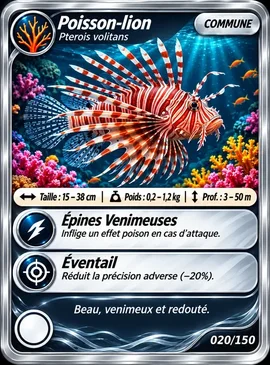 Poisson-lion
COMMUNE
Pterois volitans
Taille : 15 – 38 cm | Poids : 0,2 – 1,2 kg | Prof. : 3 – 50 m
Épines Venimeuses
Inflige un effet poison en cas d'attaque.
Éventail
Réduit la précision adverse (−20%).
Beau, venimeux et redouté.
020/150